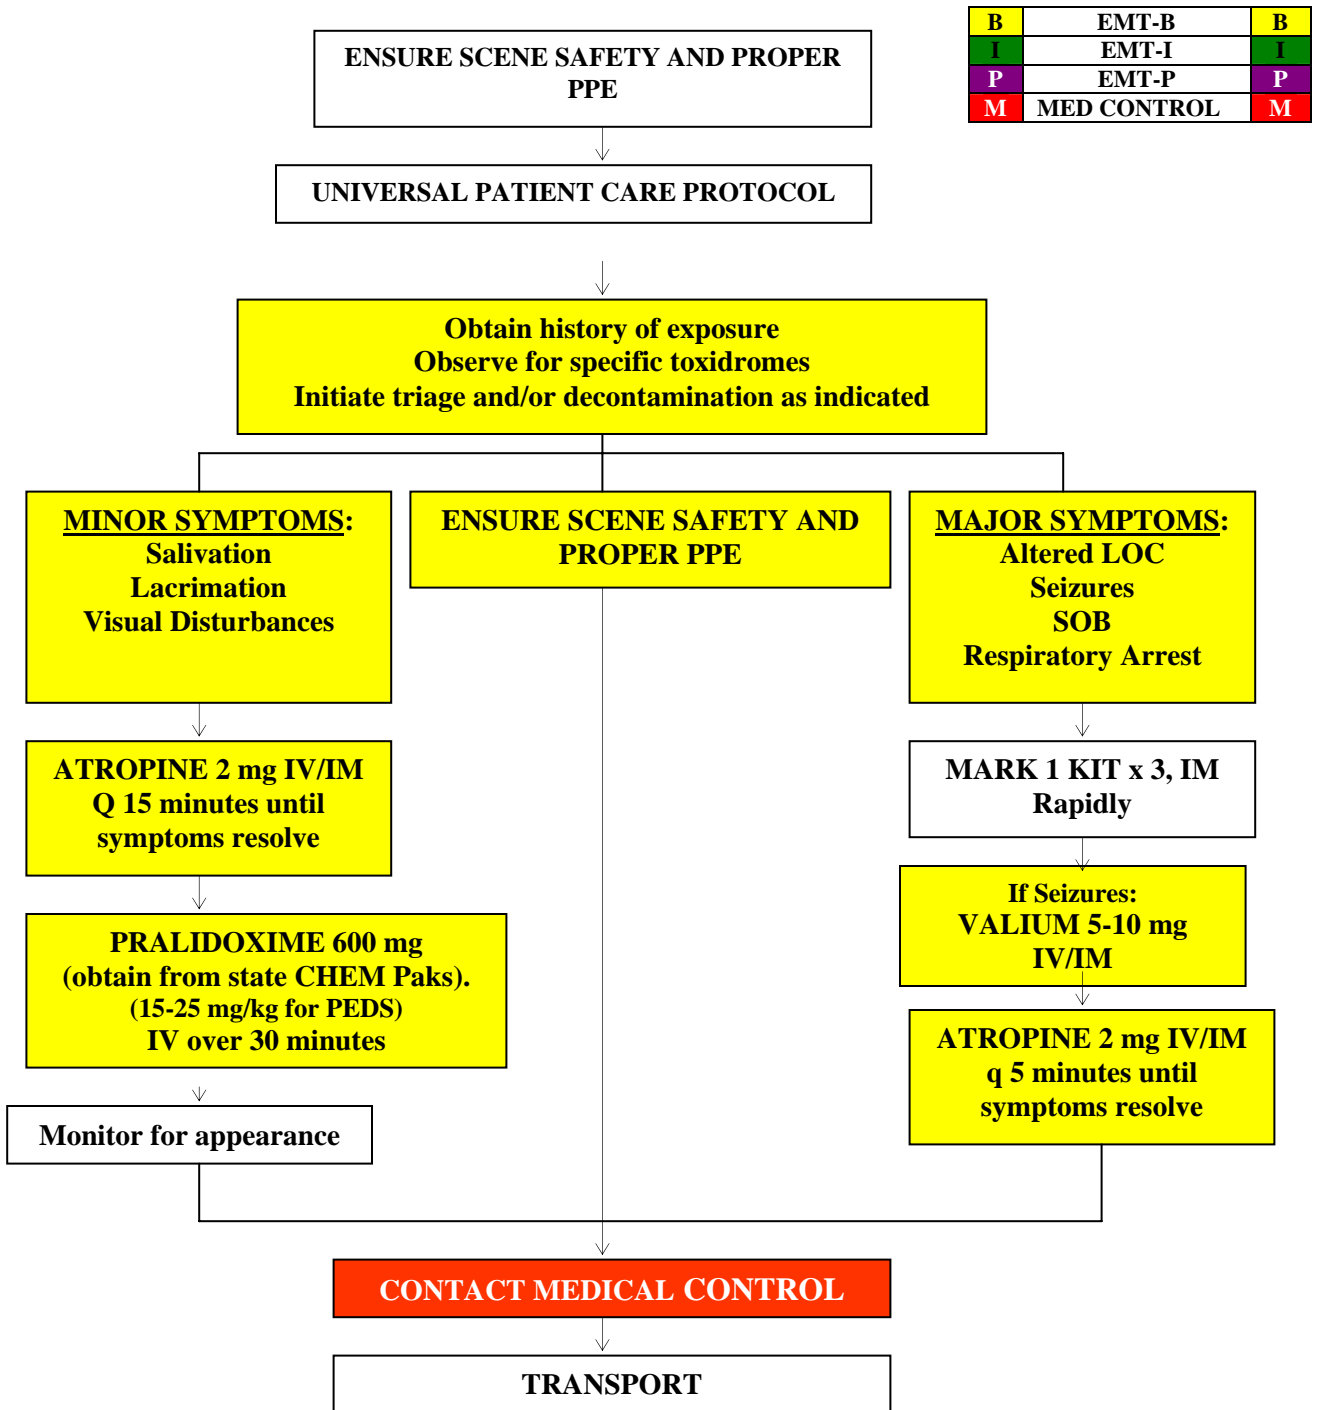 B EMT-B B
I EMT-I I
P EMT-P P
M MED CONTROL M
ENSURE SCENE SAFETY AND PROPER
PPE
UNIVERSAL PATIENT CARE PROTOCOL
Obtain history of exposure
Observe for specific toxidromes
Initiate triage and/or decontamination as indicated
MINOR SYMPTOMS:
Salivation
Lacrimation
Visual Disturbances
ENSURE SCENE SAFETY AND
PROPER PPE
MAJOR SYMPTOMS:
Altered LOC
Seizures
SOB
Respiratory Arrest
ATROPINE 2 mg IV/IM
Q 15 minutes until
symptoms resolve
MARK 1 KIT x 3, IM
Rapidly
PRALIDOXIME 600 mg
(obtain from state CHEM Paks).
(15-25 mg/kg for PEDS)
IV over 30 minutes
If Seizures:
VALIUM 5-10 mg
IV/IM
Monitor for appearance
ATROPINE 2 mg IV/IM
q 5 minutes until
symptoms resolve
CONTACT MEDICAL CONTROL
TRANSPORT